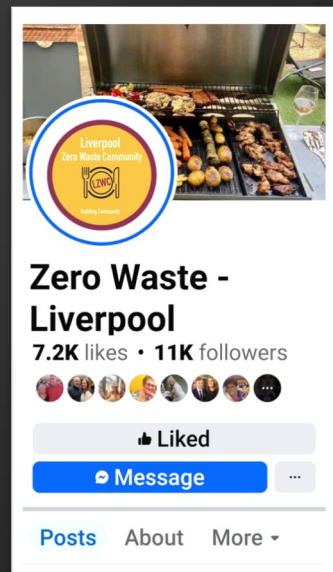 Liverpool
Zero Waste Community
LZWC
Building Community
Zero Waste -
Liverpool
7.2K likes • 11K followers
Liked
Message
Posts About More